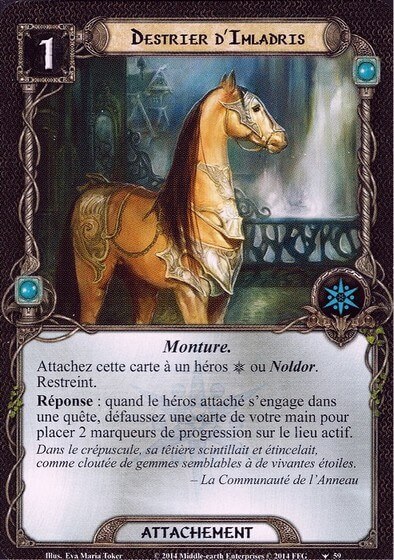 1
DESTRIER D'IMLADRIS
Monture.
Attachez cette carte à un héros ou Noldor.
Restreint.
Réponse : quand le héros attaché s'engage dans
une quête, défaussez une carte de votre main pour
placer 2 marqueurs de progression sur le lieu actif.
Dans le crépuscule, sa têtière scintillait et étincelait,
comme cloutée de gemmes semblables à de vivantes étoiles.
– La Communauté de l'Anneau
ATTACHEMENT
Illus. Eva Maria Toker © 2014 Middle-earth Enterprises © 2014 FFG 59